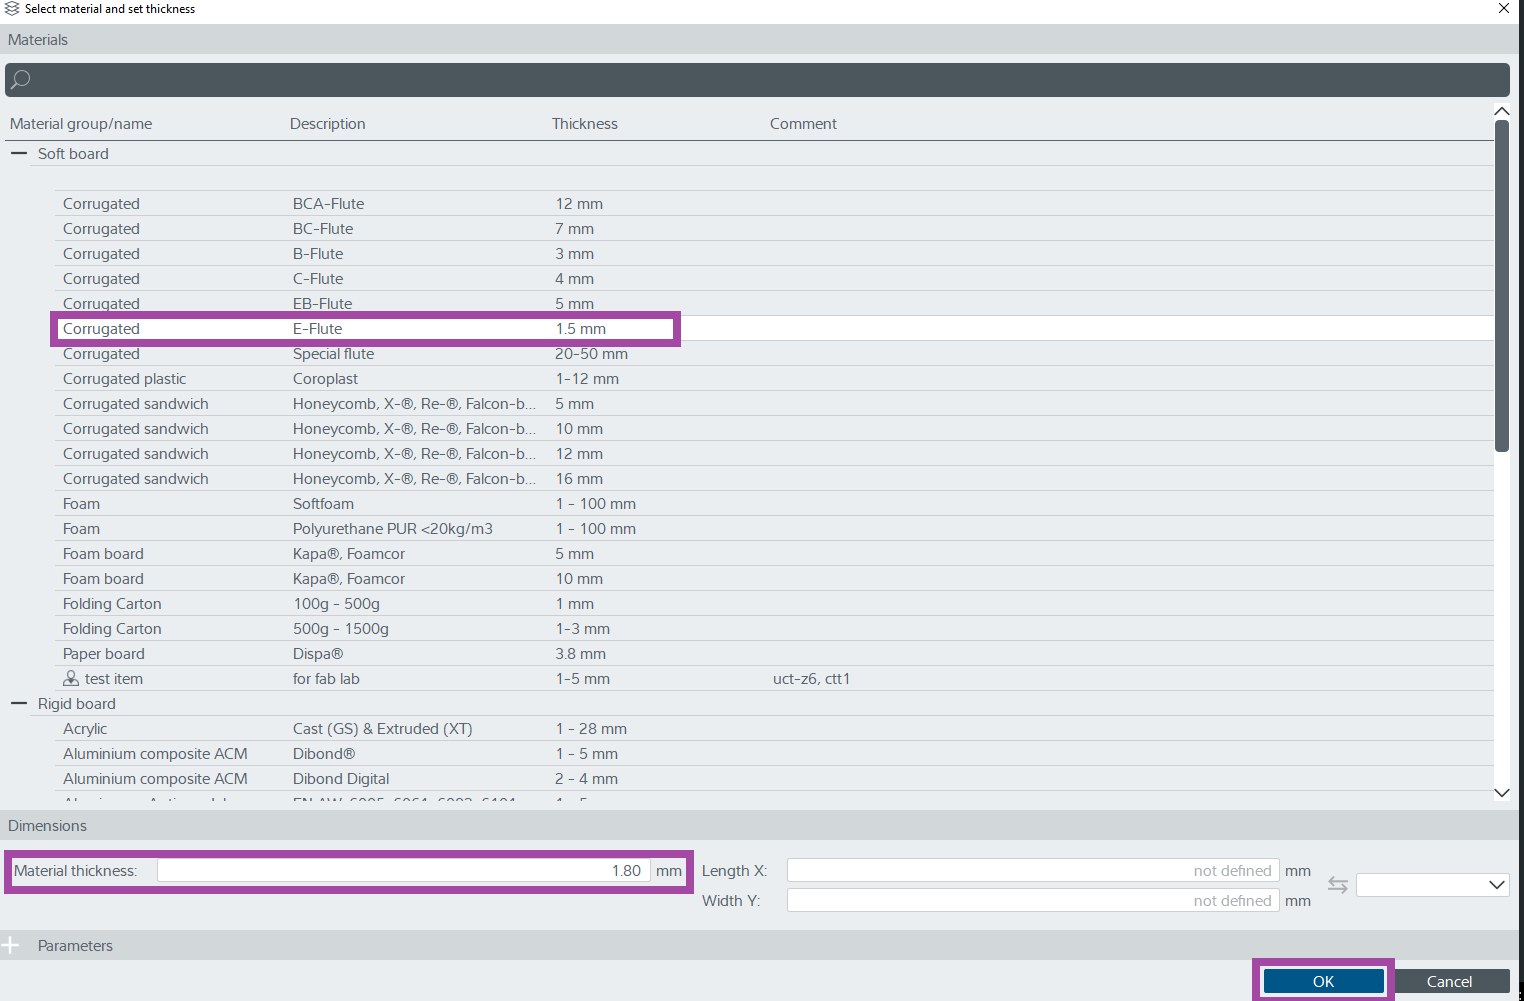 Select material and set thickness
Materials
Material group/name Description Thickness Comment
Soft board
Corrugated BCA-Flute 12 mm
Corrugated BC-Flute 7 mm
Corrugated B-Flute 3 mm
Corrugated C-Flute 4 mm
Corrugated EB-Flute 5 mm
Corrugated E-Flute 1.5 mm
Corrugated Special flute 20-50 mm
Corrugated plastic Coroplast 1-12 mm
Corrugated sandwich Honeycomb, X-®, Re-®, Falcon-b... 5 mm
Corrugated sandwich Honeycomb, X-®, Re-®, Falcon-b... 10 mm
Corrugated sandwich Honeycomb, X-®, Re-®, Falcon-b... 12 mm
Corrugated sandwich Honeycomb, X-®, Re-®, Falcon-b... 16 mm
Foam Softfoam 1 - 100 mm
Foam Polyurethane PUR <20kg/m3 1 - 100 mm
Foam board Kapa®, Foamcor 5 mm
Foam board Kapa®, Foamcor 10 mm
Folding Carton 100g - 500g 1 mm
Folding Carton 500g - 1500g 1-3 mm
Paper board Dispa® 3.8 mm
test item for fab lab 1-5 mm uct-z6, ctt1
Rigid board
Acrylic Cast (GS) & Extruded (XT) 1 - 28 mm
Aluminium composite ACM Dibond® 1 - 5 mm
Aluminium composite ACM Dibond Digital 2 - 4 mm
Dimensions
Material thickness: 1.80 mm Length X: not defined mm
Width Y: not defined mm
Parameters
OK Cancel